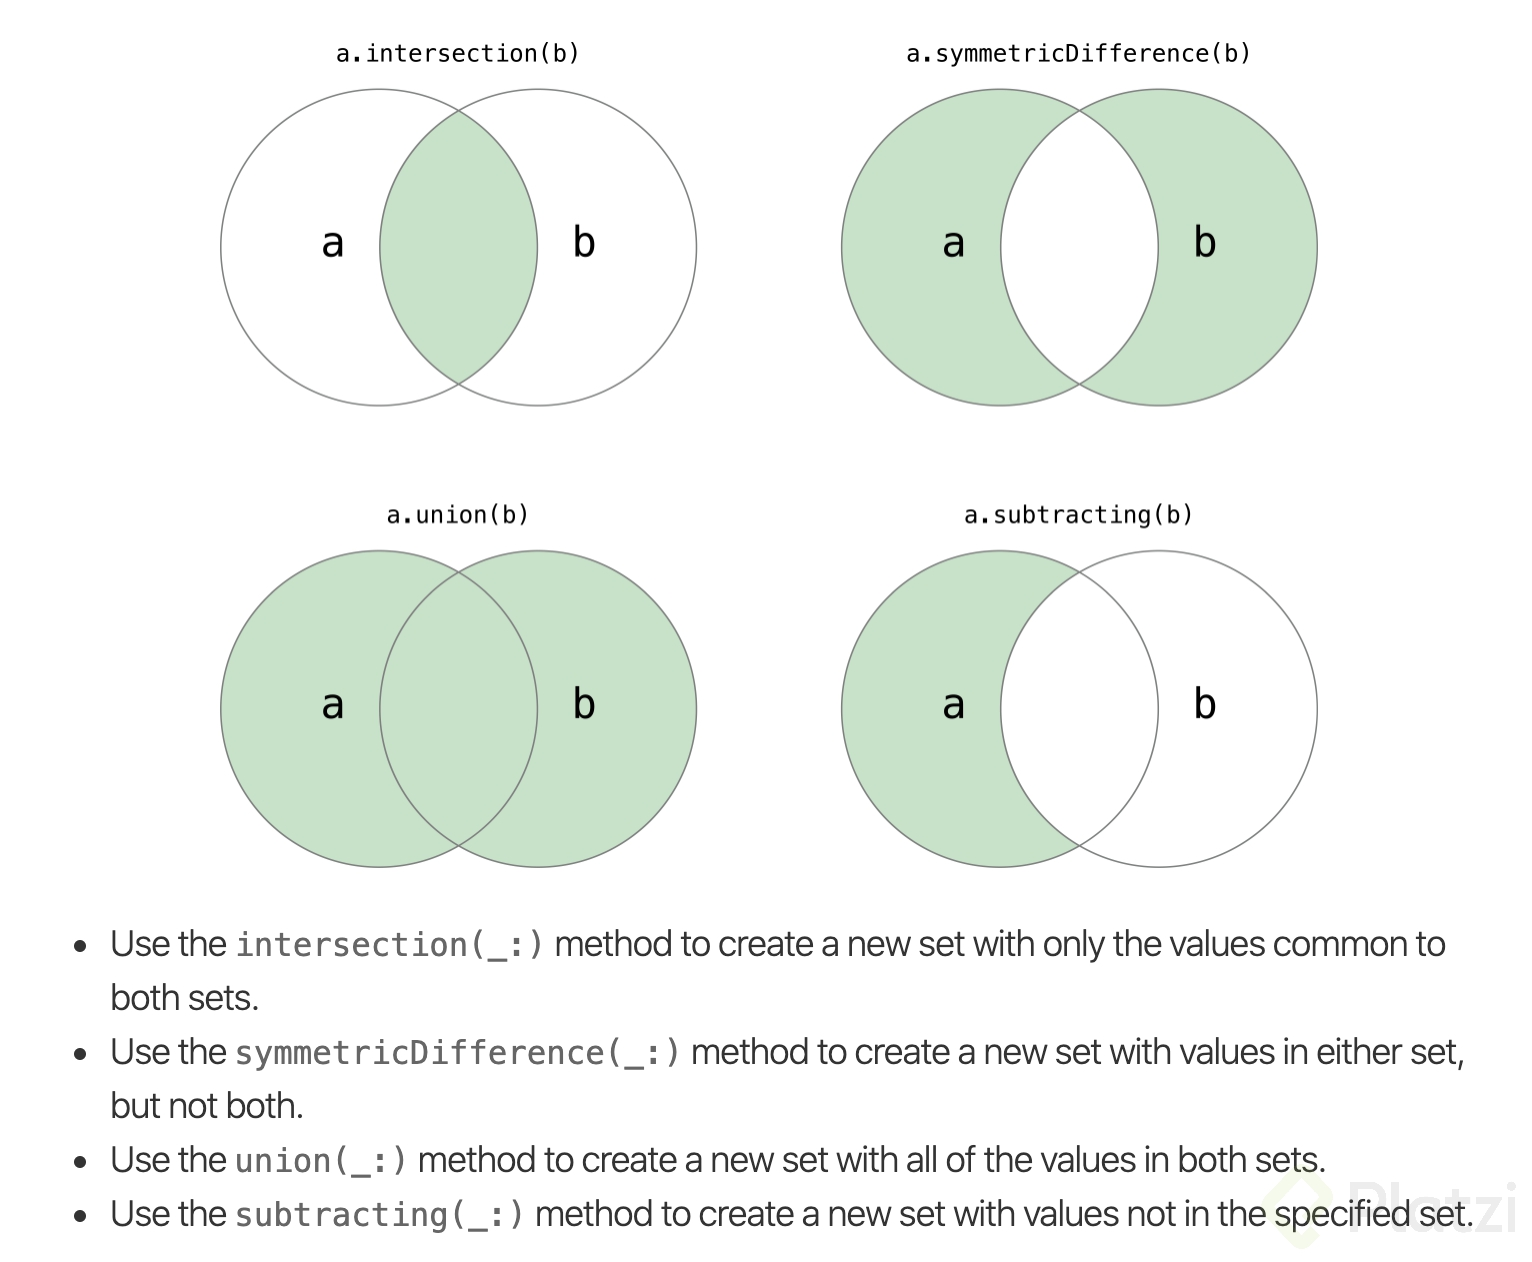 a.intersection(b)
a.symmetricDifference(b)
a
b
a
b
a.union(b)
a.subtracting(b)
a
b
a
b
• Use the intersection(_:) method to create a new set with only the values common to
both sets.
• Use the symmetricDifference(_:) method to create a new set with values in either set,
but not both.
• Use the union(_:) method to create a new set with all of the values in both sets.
• Use the subtracting(_:) method to create a new set with values not in the specified set.
Platzi